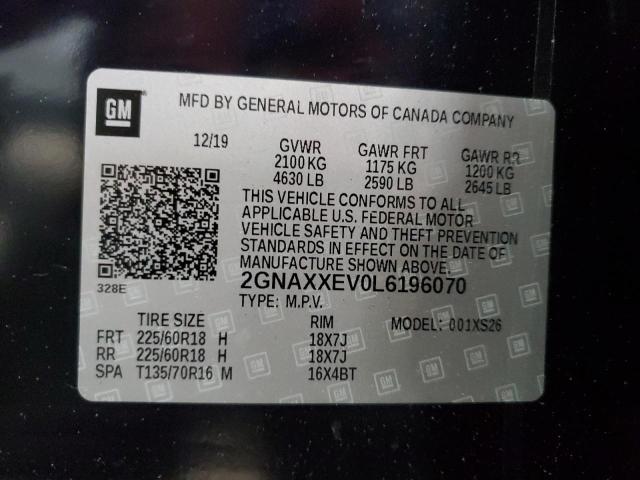 GM MFD BY GENERAL MOTORS OF CANADA COMPANY
12/19 GVWR GAWR FRT GAWR RR
2100 KG 1175 KG 1200 KG
4630 LB 2590 LB 2645 LB
THIS VEHICLE CONFORMS TO ALL
APPLICABLE U.S. FEDERAL MOTOR
VEHICLE SAFETY AND THEFT PREVENTION
STANDARDS IN EFFECT ON THE DATE OF
MANUFACTURE SHOWN ABOVE.
328E 2GNAXXEV0L6196070
TYPE: M.P.V.
TIRE SIZE RIM MODEL: 001XS26
FRT 225/60R18 H 18X7J
RR 225/60R18 H 18X7J
SPA T135/70R16 M 16X4BT